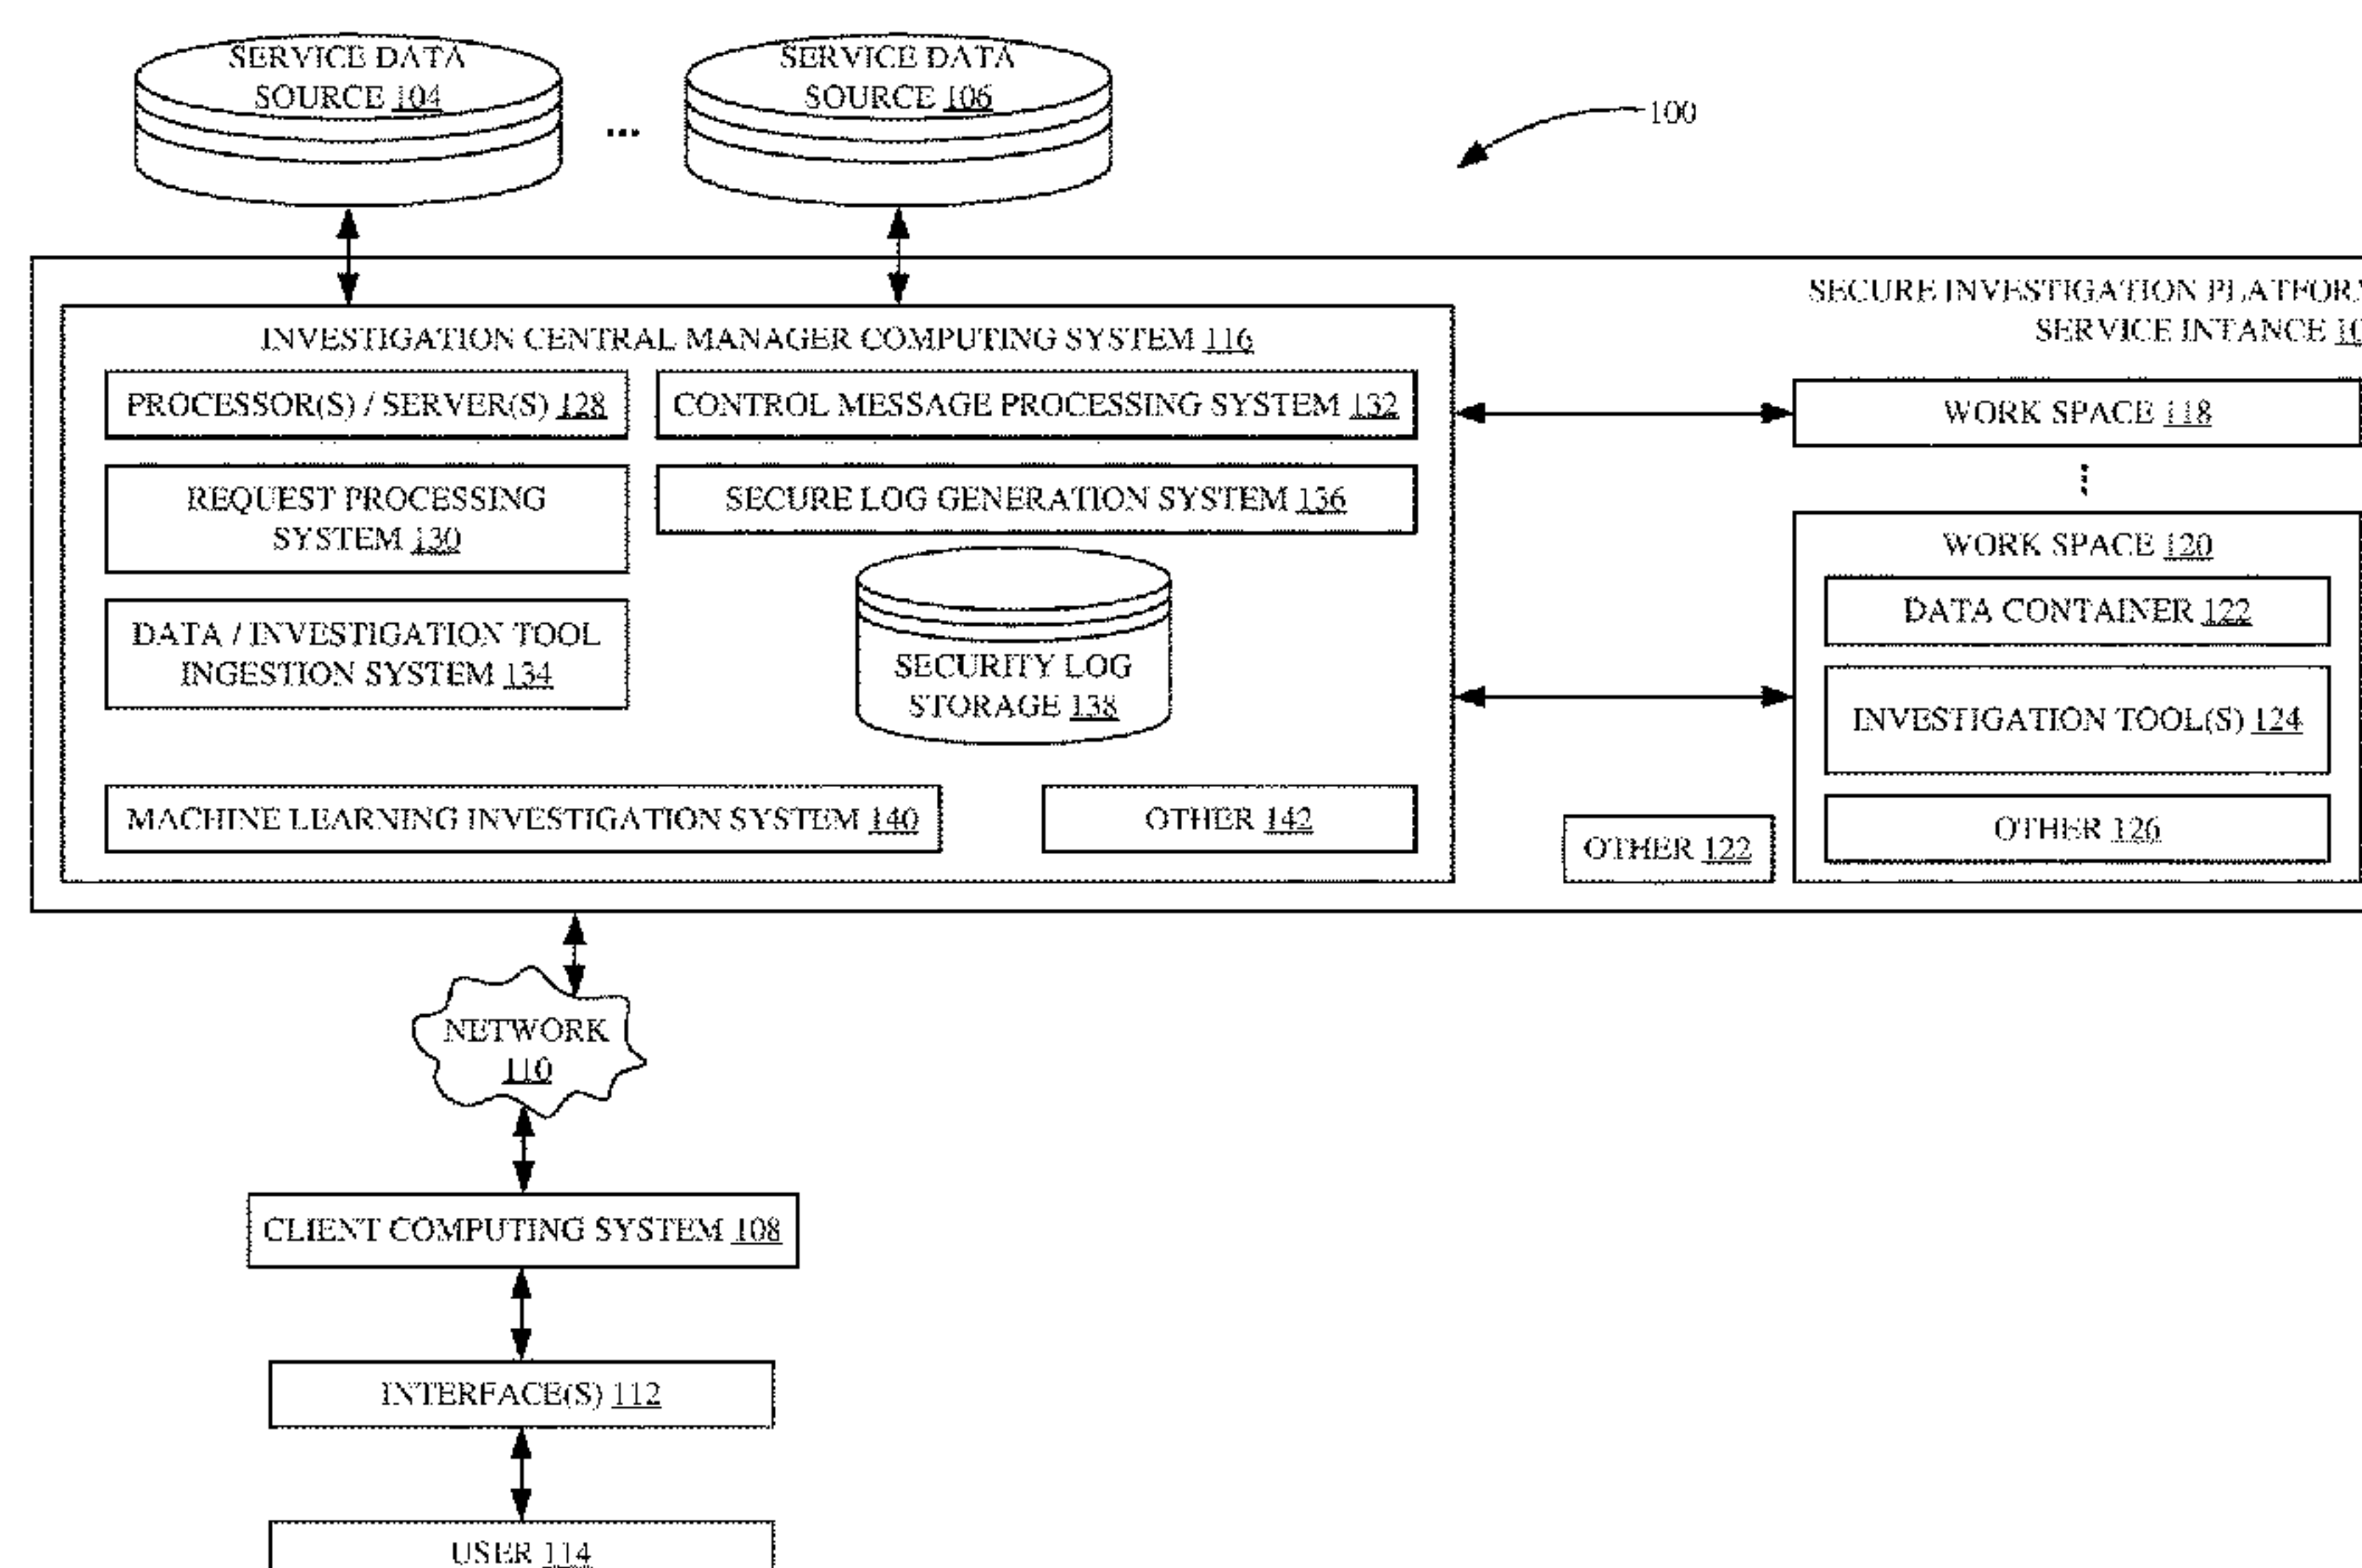 SERVICE DATA
SOURCE 104
...
SERVICE DATA
SOURCE 106
100
SECURE INVESTIGATION
SERVICE INTANCE
INVESTIGATION CENTRAL MANAGER COMPUTING SYSTEM 116
PROCESSOR(S) / SERVER(S) 128
CONTROL MESSAGE PROCESSING SYSTEM 132
REQUEST PROCESSING
SYSTEM 130
SECURE LOG GENERATION SYSTEM 136
DATA / INVESTIGATION TOOL
INGESTION SYSTEM 134
SECURITY LOG
STORAGE 138
MACHINE LEARNING INVESTIGATION SYSTEM 140
OTHER 142
OTHER 122
WORK SPACE 118
...
WORK SPACE 120
DATA CONTAINER 122
INVESTIGATION TOOL(S) 124
OTHER 126
NETWORK
110
CLIENT COMPUTING SYSTEM 108
INTERFACE(S) 112
USER 114